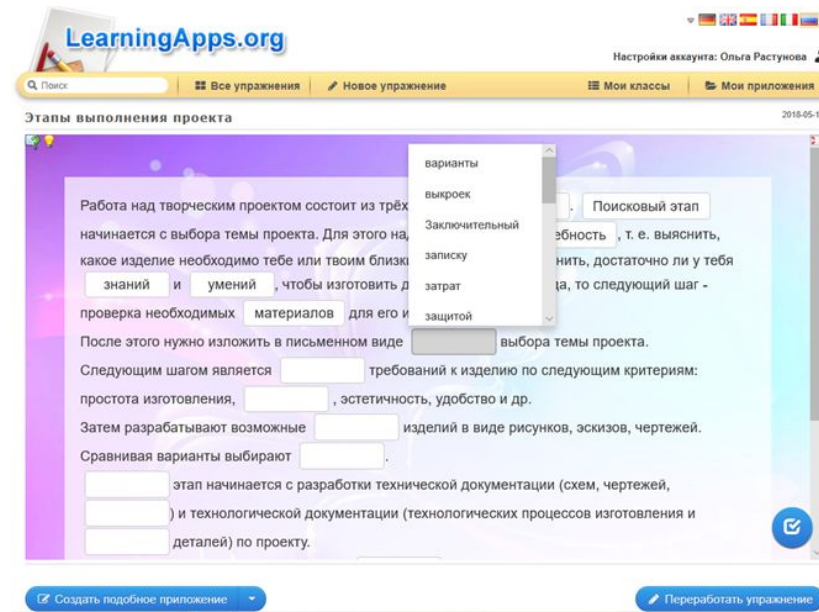 LearningApps.org
Настройки аккаунта: Ольга Растунова
Поиск
Все упражнения
Новое упражнение
Мои классы
Мои приложения
Этапы выполнения проекта
2018-05-1
варианты
выкроек
Заключительный
записку
затрат
защитой
Работа над творческим проектом состоит из трёх . Поисковый этап
начинается с выбора темы проекта. Для этого на ебность , т. е. выяснить,
какое изделие необходимо тебе или твоим близк нить, достаточно ли у тебя
знаний и умений , чтобы изготовить д а, то следующий шаг -
проверка необходимых материалов для его и
После этого нужно изложить в письменном виде выбора темы проекта.
Следующим шагом является требований к изделию по следующим критериям:
простота изготовления, , эстетичность, удобство и др.
Затем разрабатывают возможные изделий в виде рисунков, эскизов, чертежей.
Сравнивая варианты выбирают .
этап начинается с разработки технической документации (схем, чертежей,
) и технологической документации (технологических процессов изготовления и
деталей) по проекту.
Создать подобное приложение
Переработать упражнение